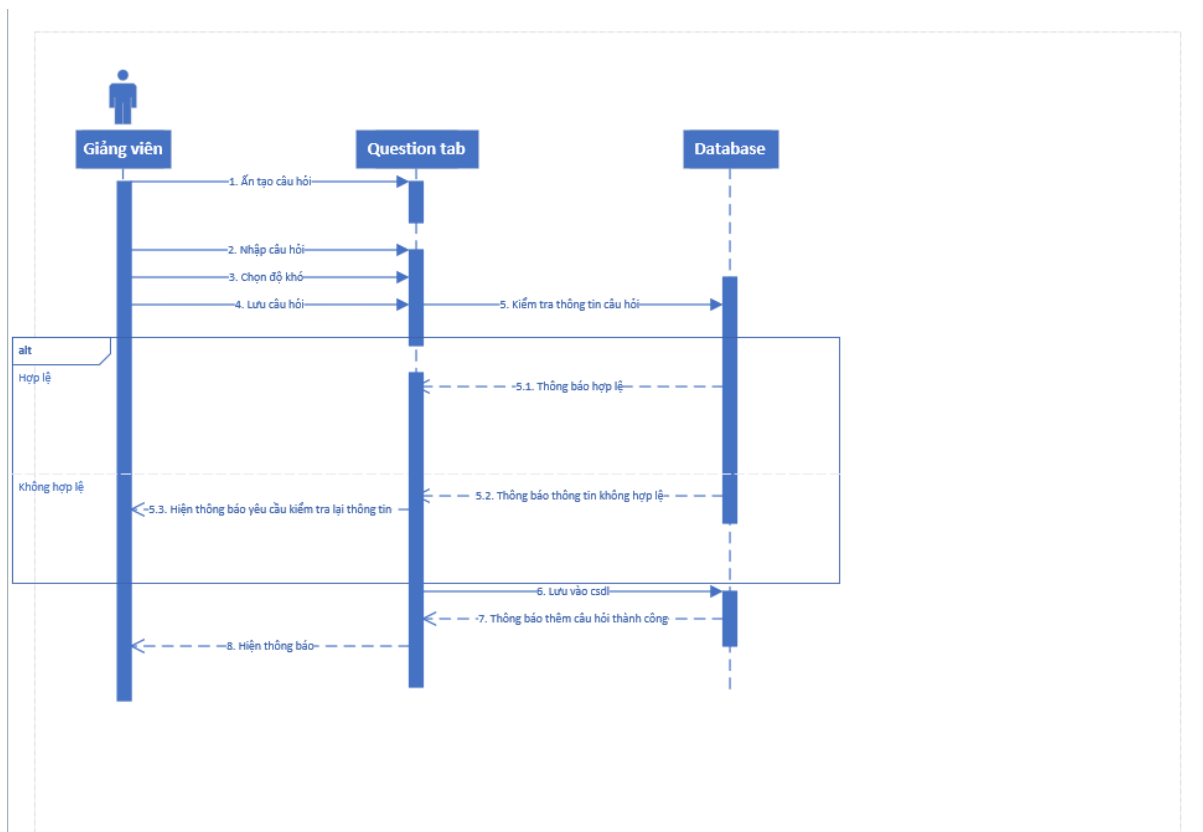 Giảng viên
Question tab
Database
1. Ấn tạo câu hỏi
2. Nhập câu hỏi
3. Chọn độ khó
4. Lưu câu hỏi
5. Kiểm tra thông tin câu hỏi
alt
Hợp lệ
5.1. Thông báo hợp lệ
Không hợp lệ
5.2. Thông báo thông tin không hợp lệ
5.3. Hiện thông báo yêu cầu kiểm tra lại thông tin
6. Lưu vào csdl
7. Thông báo thêm câu hỏi thành công
8. Hiện thông báo